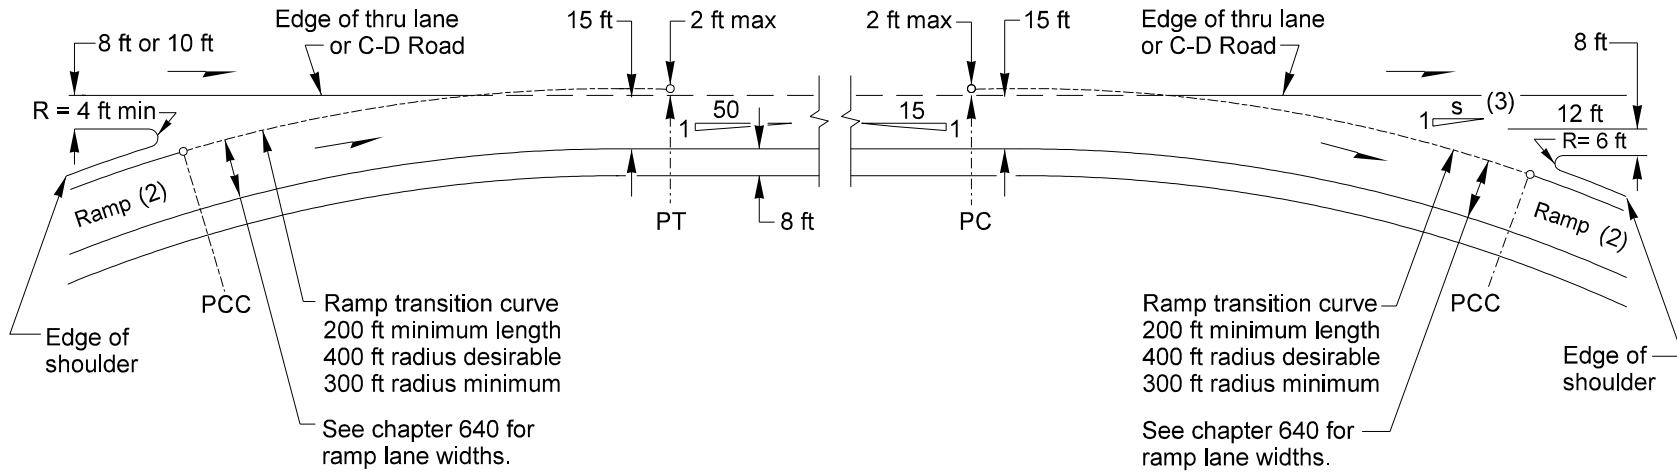 Edge of thru lane
or C-D Road
15 ft
2 ft max
2 ft max
15 ft
Edge of thru lane
or C-D Road
8 ft or 10 ft
8 ft
R = 4 ft min
50
1
15
1
s
(3)
1
12 ft
R= 6 ft
Ramp (2)
PT
8 ft
PC
Ramp (2)
PCC
Ramp transition curve
200 ft minimum length
400 ft radius desirable
300 ft radius minimum
Ramp transition curve
200 ft minimum length
400 ft radius desirable
300 ft radius minimum
PCC
Edge of
shoulder
Edge of
shoulder
See chapter 640 for
ramp lane widths.
See chapter 640 for
ramp lane widths.